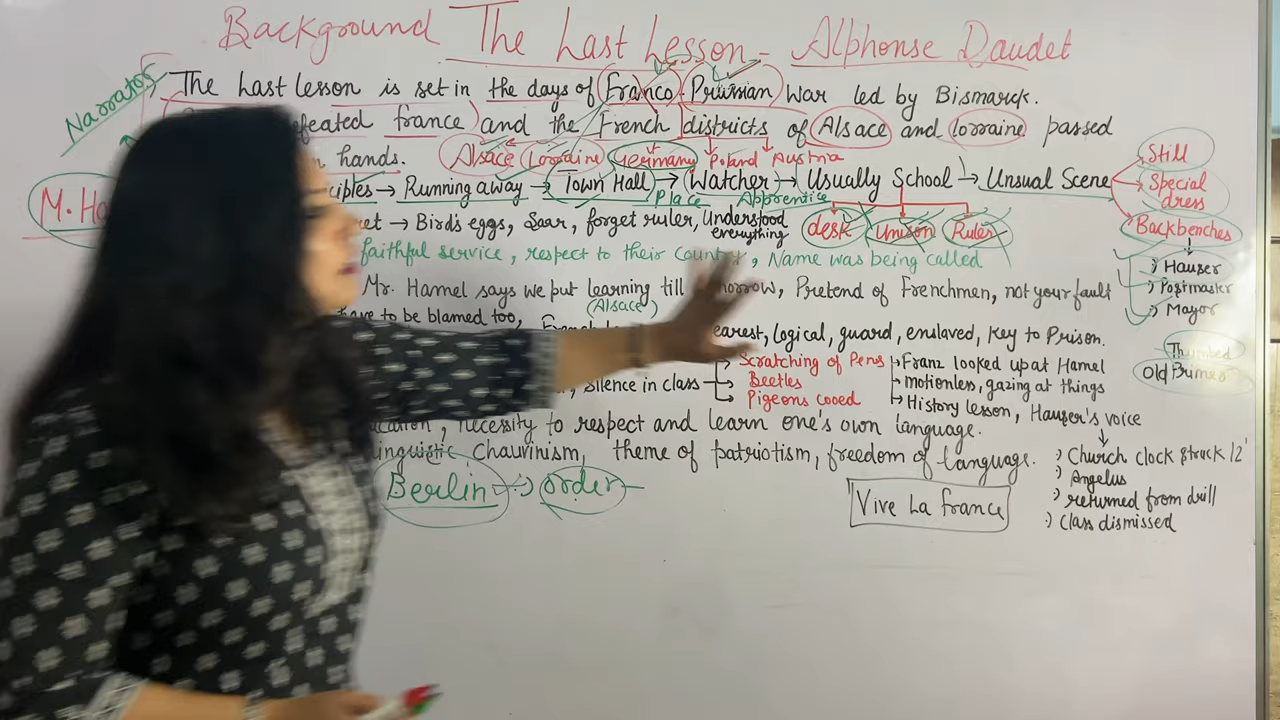 Background The Last Lesson - Alphonse Daudet
Narrator
The Last lesson is set in the days of Franco Prussian War led by Bismarck.
defeated france and the French districts of Alsace and lorraine passed
hands. Alsace Lorraine Germany Poland Austria
M. Ha ciples → Running away → Town Hall → Watcher → Usually School → Unsual Scene
Place Apprentice
Still
Special dress
Backbenches
et → Bird's eggs, Saar, forget ruler, Understood everything desk Unison Ruler
faithful service, respect to their Country, Name was being called
1) Hauser
2) Postmaster
3) Mayor
Mr. Hamel says we put learning till morrow, Pretend of Frenchmen, not your fault
(Alsace)
have to be blamed too, earest, logical, guard, enslaved, key to Prison.
Thumbed
Old Primer
Silence in class
Scratching of Pens
Beetles
Pigeons cooed
Franz looked up at Hamel
motionless, gazing at things
History lesson, Hauser's voice
cation, necessity to respect and learn one's own language.
linguistic Chauvinism, theme of patriotism, freedom of language.
Church clock struck 12
Angelus
returned from drill
Class dismissed
Berlin → order
Vive La france